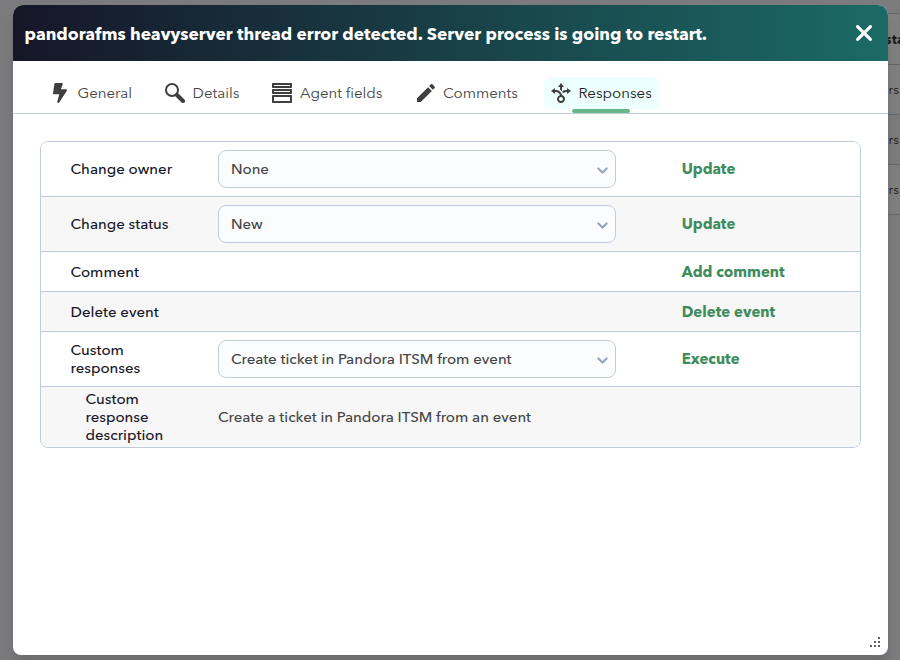 pandorafms heavyserver thread error detected. Server process is going to restart.
General
Details
Agent fields
Comments
Responses
Change owner
None
Update
Change status
New
Update
Comment
Add comment
Delete event
Delete event
Custom
responses
Create ticket in Pandora ITSM from event
Execute
Custom
response
description
Create a ticket in Pandora ITSM from an event